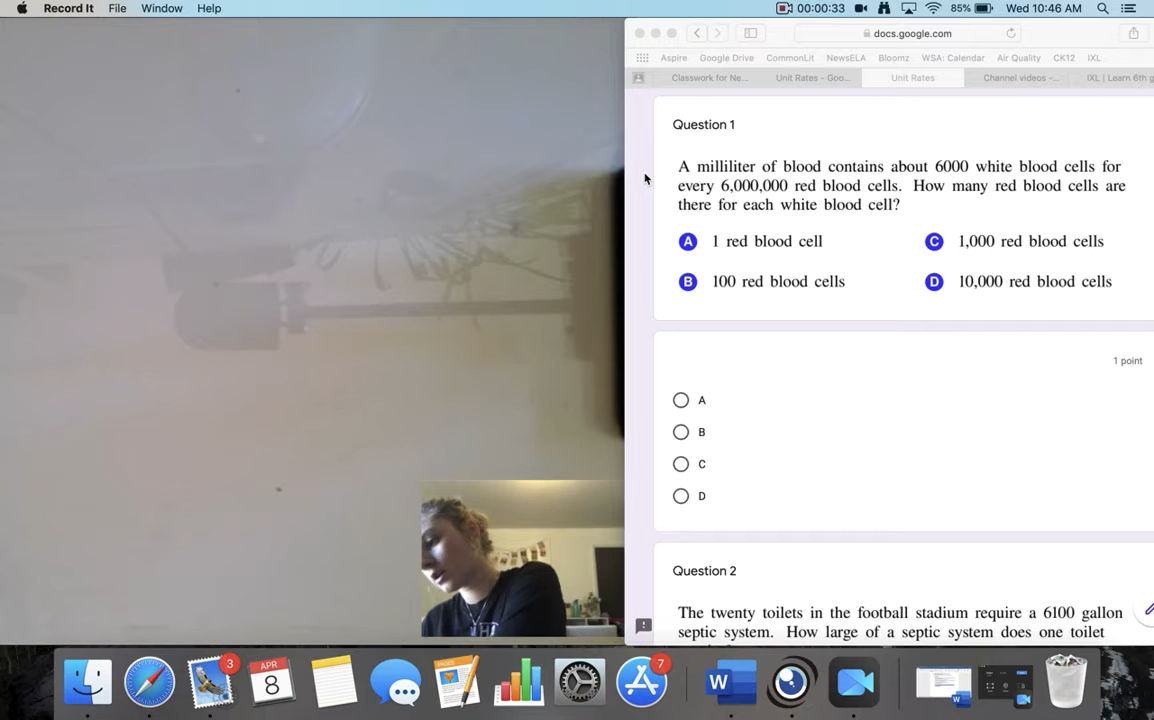 Record It File Window Help 00:00:33 85% Wed 10:46 AM
docs.google.com
Aspire Google Drive CommonLit NewsELA Bloomz WSA: Calendar Air Quality CK12 IXL
Classwork for Ne... Unit Rates - Goo... Unit Rates Channel videos -... IXL | Learn 6th g
Question 1
A milliliter of blood contains about 6000 white blood cells for
every 6,000,000 red blood cells. How many red blood cells are
there for each white blood cell?
A 1 red blood cell C 1,000 red blood cells
B 100 red blood cells D 10,000 red blood cells
1 point
A
B
C
D
Question 2
The twenty toilets in the football stadium require a 6100 gallon
septic system. How large of a septic system does one toilet
3 APR 8 PAGES 7 W